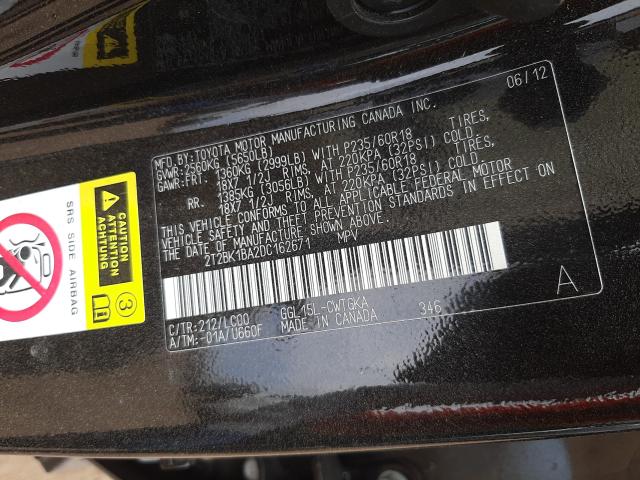 06/12
MFD.BY:TOYOTA MOTOR MANUFACTURING CANADA INC.
GVWR:2560KG (5650LB)
GAWR:FRT 1360KG (2999LB) WITH P235/60R18 TIRES,
18X7 1/2J RIMS, AT 220KPA (32PSI) COLD.
RR. 1385KG (3056LB) WITH P235/60R18 TIRES,
18X7 1/2J RIMS, AT 220KPA (32PSI) COLD.
THIS VEHICLE CONFORMS TO ALL APPLICABLE FEDERAL MOTOR
VEHICLE SAFETY AND THEFT PREVENTION STANDARDS IN EFFECT ON
THE DATE OF MANUFACTURE SHOWN ABOVE.
2T2BK1BA2DC162671 MPV
C/TR:212/LC00 GGL15L-CWTGKA 346 A
A/TM:-01A/U660F MADE IN CANADA
CAUTION
ATTENTION
ACHTUNG
SRS SIDE AIRBAG
3